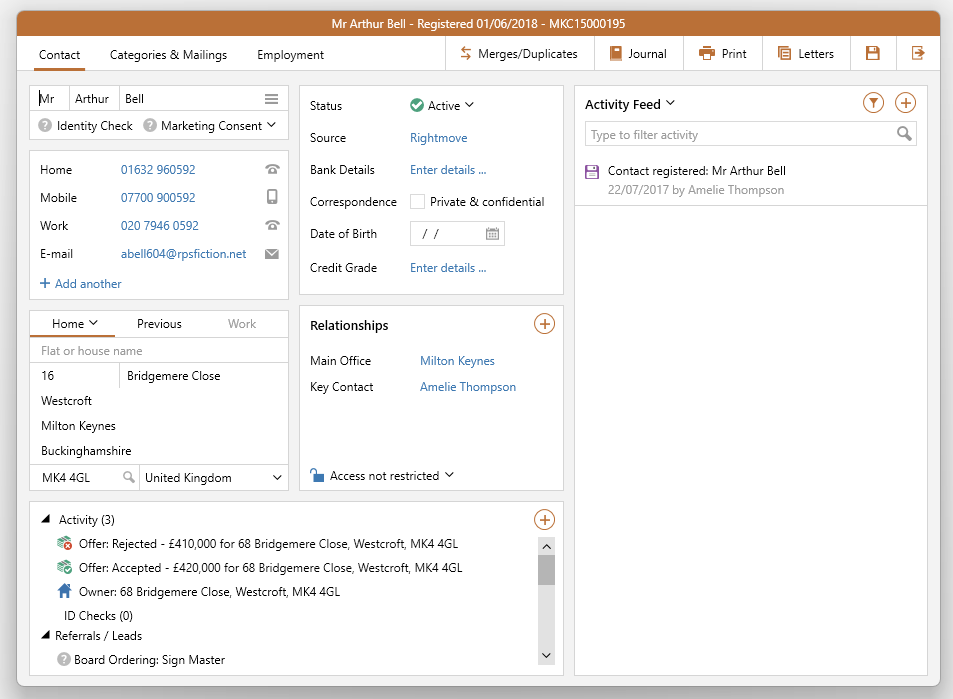 Mr Arthur Bell - Registered 01/06/2018 - MKC15000195
Contact Categories & Mailings Employment Merges/Duplicates Journal Print Letters
Mr Arthur Bell
Identity Check Marketing Consent
Home 01632 960592
Mobile 07700 900592
Work 020 7946 0592
E-mail abell604@rpsfiction.net
+ Add another
Home Previous Work
Flat or house name
16 Bridgemere Close
Westcroft
Milton Keynes
Buckinghamshire
MK4 4GL United Kingdom
Status Active
Source Rightmove
Bank Details Enter details ...
Correspondence Private & confidential
Date of Birth / /
Credit Grade Enter details ...
Relationships
Main Office Milton Keynes
Key Contact Amelie Thompson
Access not restricted
Activity Feed
Type to filter activity
Contact registered: Mr Arthur Bell
22/07/2017 by Amelie Thompson
Activity (3)
Offer: Rejected - £410,000 for 68 Bridgemere Close, Westcroft, MK4 4GL
Offer: Accepted - £420,000 for 68 Bridgemere Close, Westcroft, MK4 4GL
Owner: 68 Bridgemere Close, Westcroft, MK4 4GL
ID Checks (0)
Referrals / Leads
Board Ordering: Sign Master